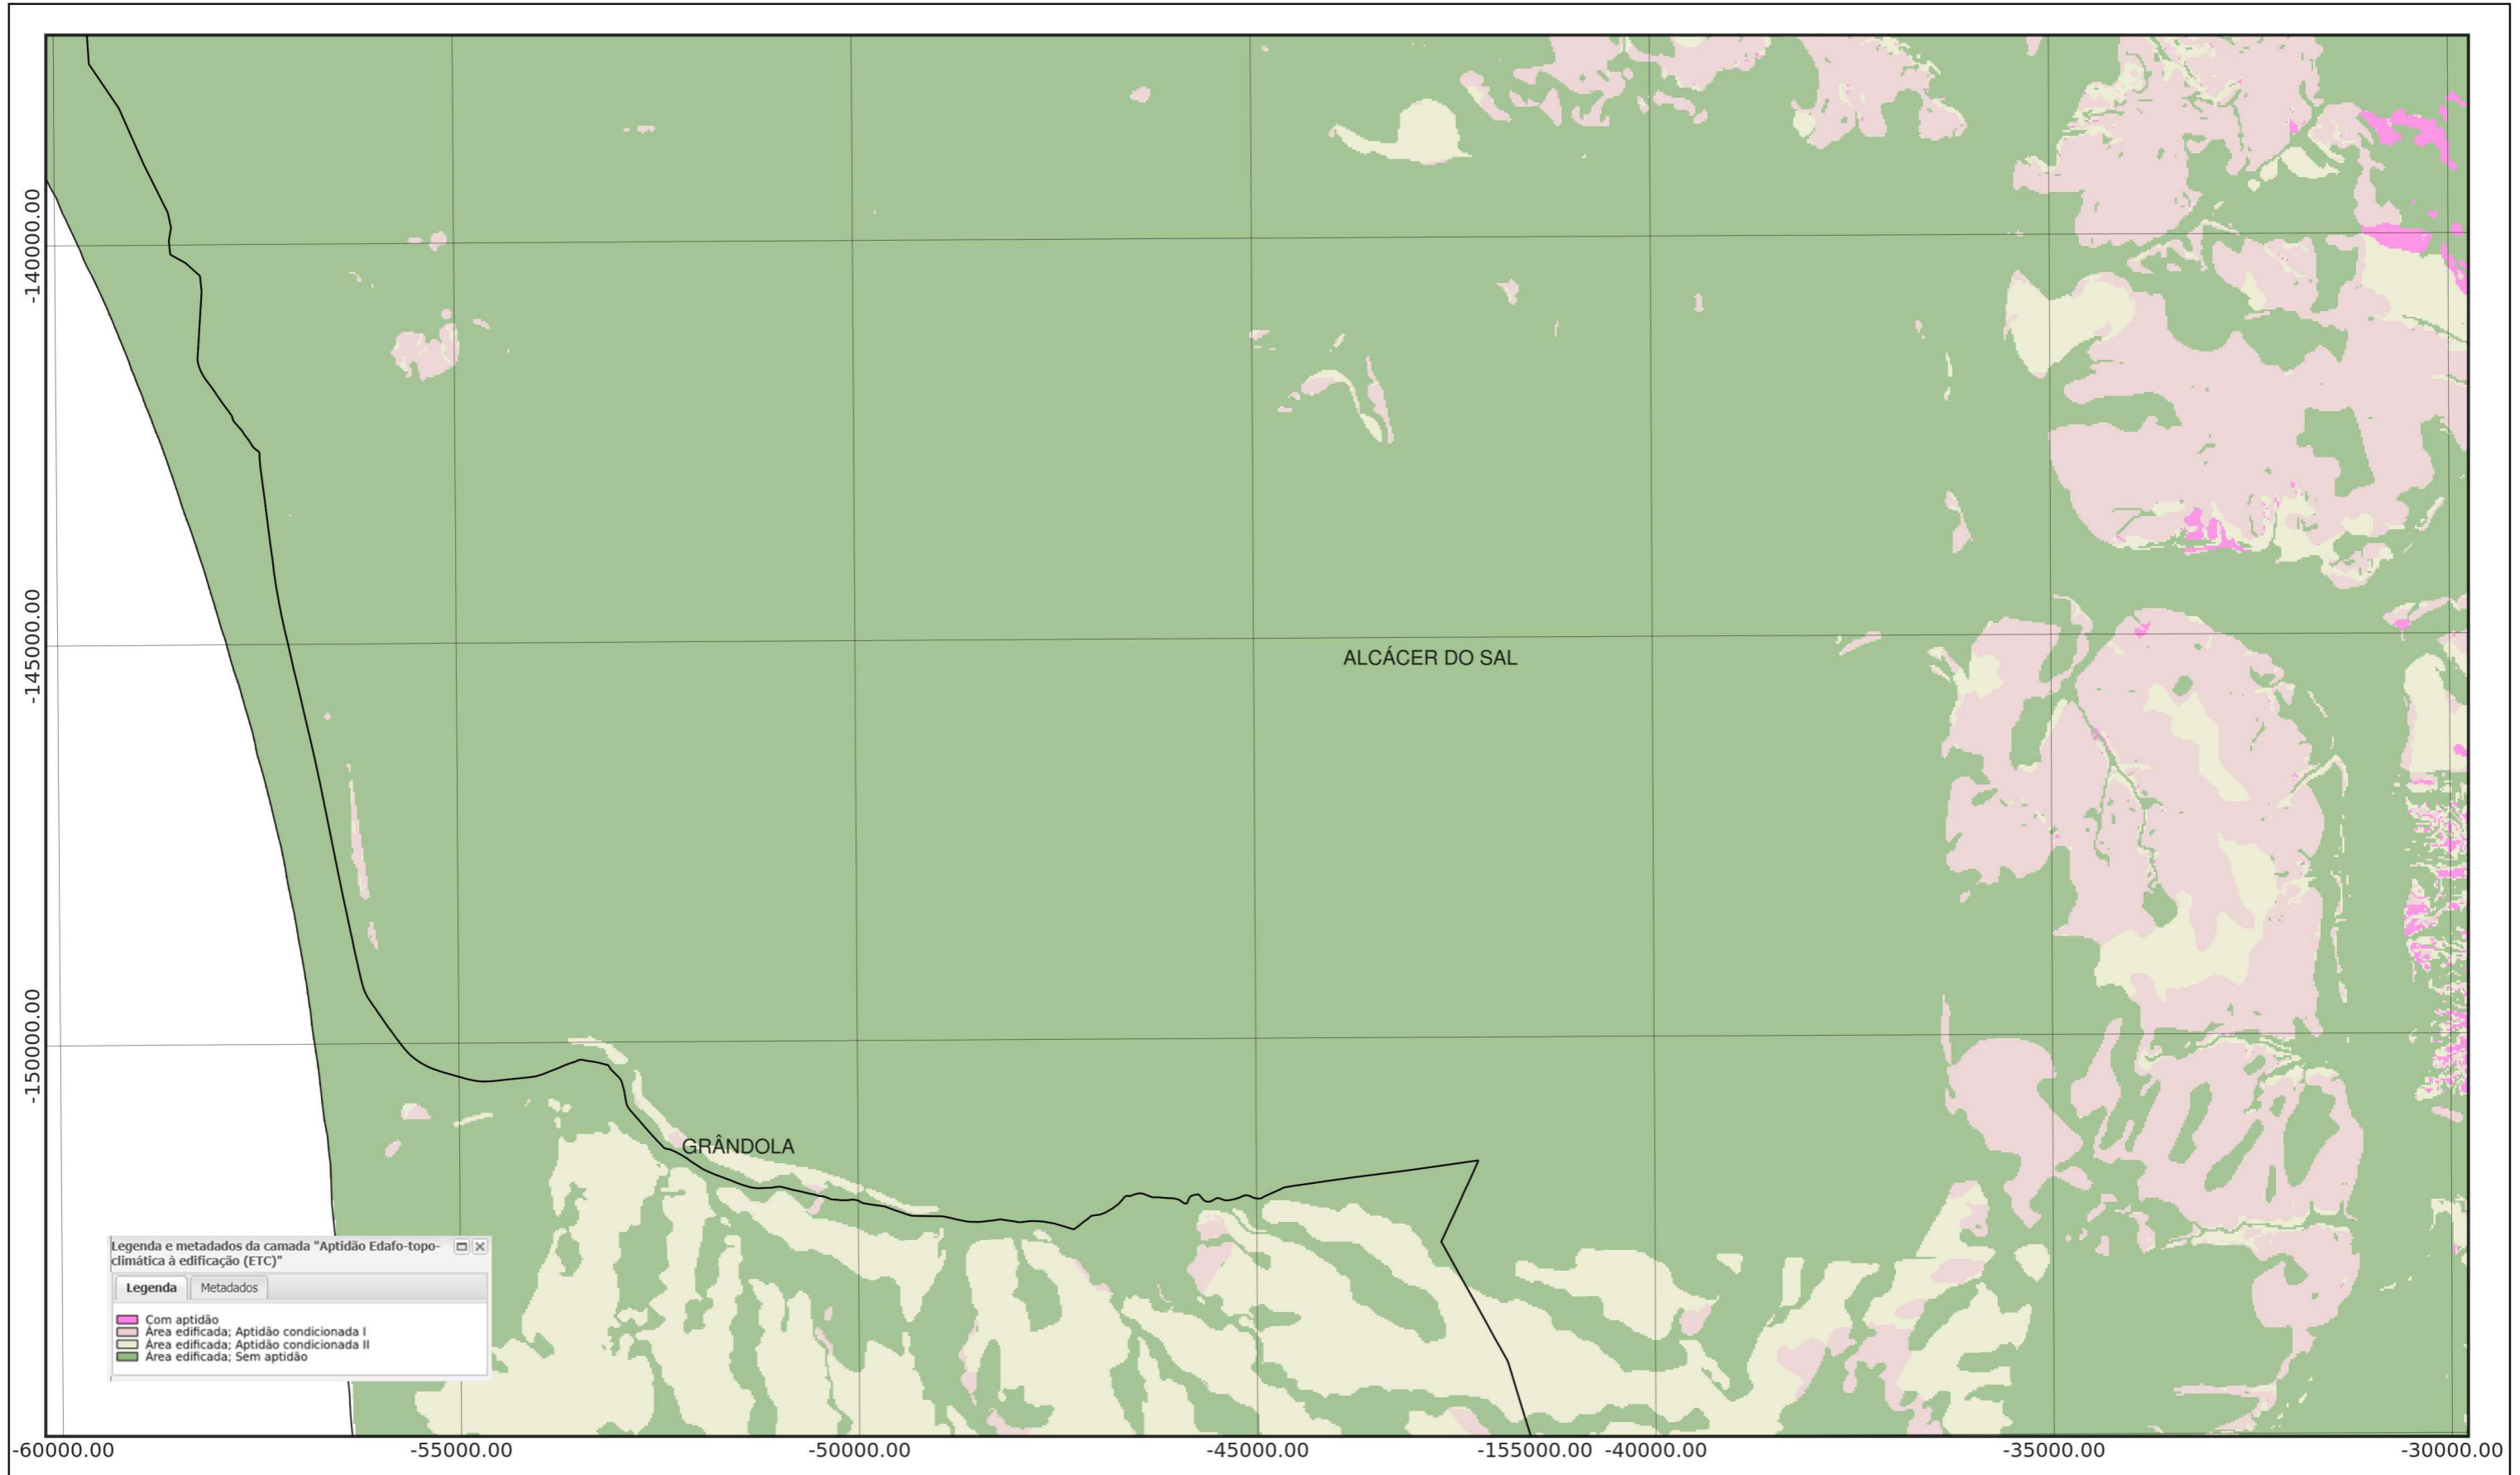 -140000.00
-145000.00
-150000.00
ALCÁCER DO SAL
GRÂNDOLA
Legenda e metadados da camada "Aptidão Edafo-topo-
climática à edificação (ETC)"
Legenda Metadados
Com aptidão
Área edificada; Aptidão condicionada I
Área edificada; Aptidão condicionada II
Área edificada; Sem aptidão
-60000.00 -55000.00 -50000.00 -45000.00 -155000.00 -40000.00 -35000.00 -30000.00